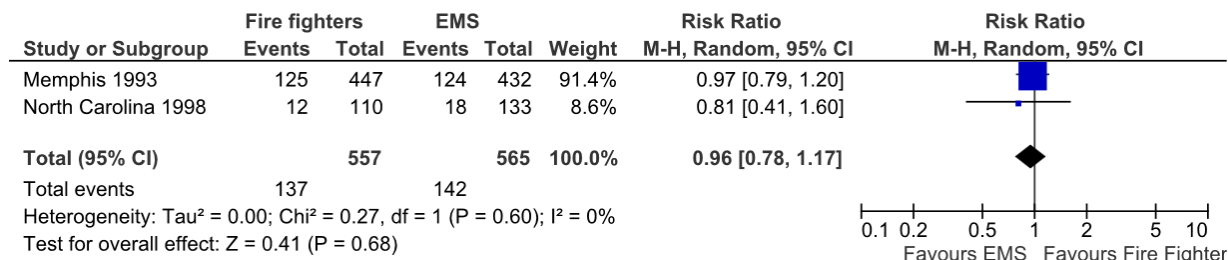 Fire fighters EMS Risk Ratio Risk Ratio
Study or Subgroup Events Total Events Total Weight M-H, Random, 95% CI M-H, Random, 95% CI
Memphis 1993 125 447 124 432 91.4% 0.97 [0.79, 1.20]
North Carolina 1998 12 110 18 133 8.6% 0.81 [0.41, 1.60]
Total (95% CI) 557 565 100.0% 0.96 [0.78, 1.17]
Total events 137 142
Heterogeneity: Tau² = 0.00; Chi² = 0.27, df = 1 (P = 0.60); I² = 0%
Test for overall effect: Z = 0.41 (P = 0.68)
0.1 0.2 0.5 1 2 5 10
Favours EMS Favours Fire Fighter